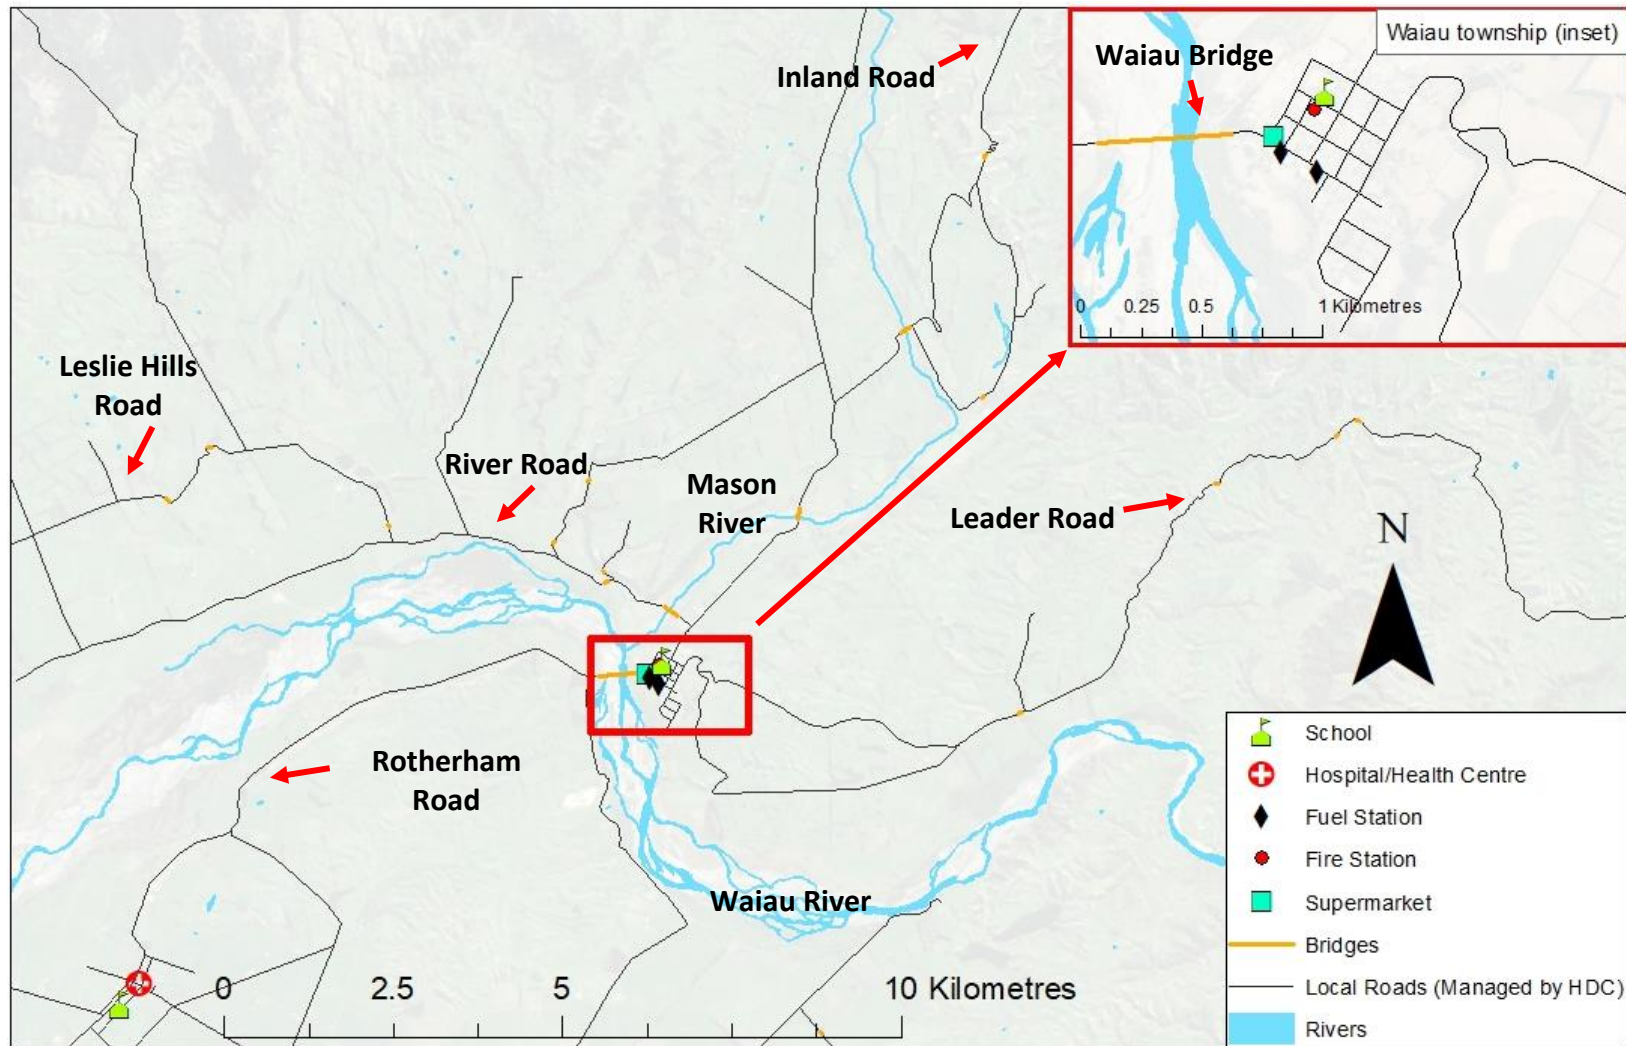 Waiau township (inset)
Inland Road
Waiau Bridge
0 0.25 0.5 1 Kilometres
Leslie Hills
Road
River Road
Mason
River
Leader Road
N
Rotherham
Road
Waiau River
0 2.5 5 10 Kilometres
School
Hospital/Health Centre
Fuel Station
Fire Station
Supermarket
Bridges
Local Roads (Managed by HDC)
Rivers